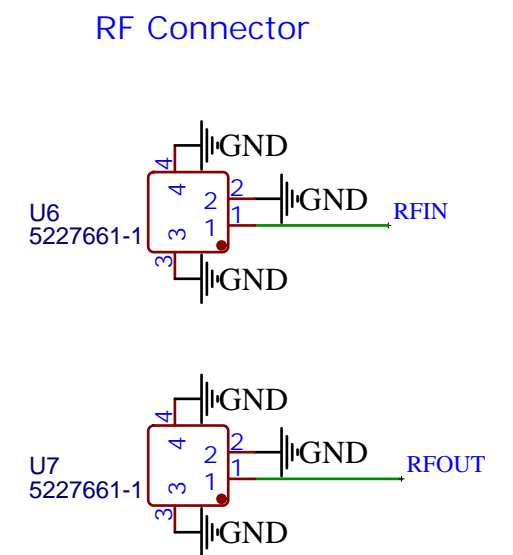 RF Connector
4
GND
4
2
2
GND
U6
RFIN
1
1
5227661-1
3
3
GND
4
GND
4
2
2
GND
U7
RFOUT
1
1
5227661-1
3
3
GND